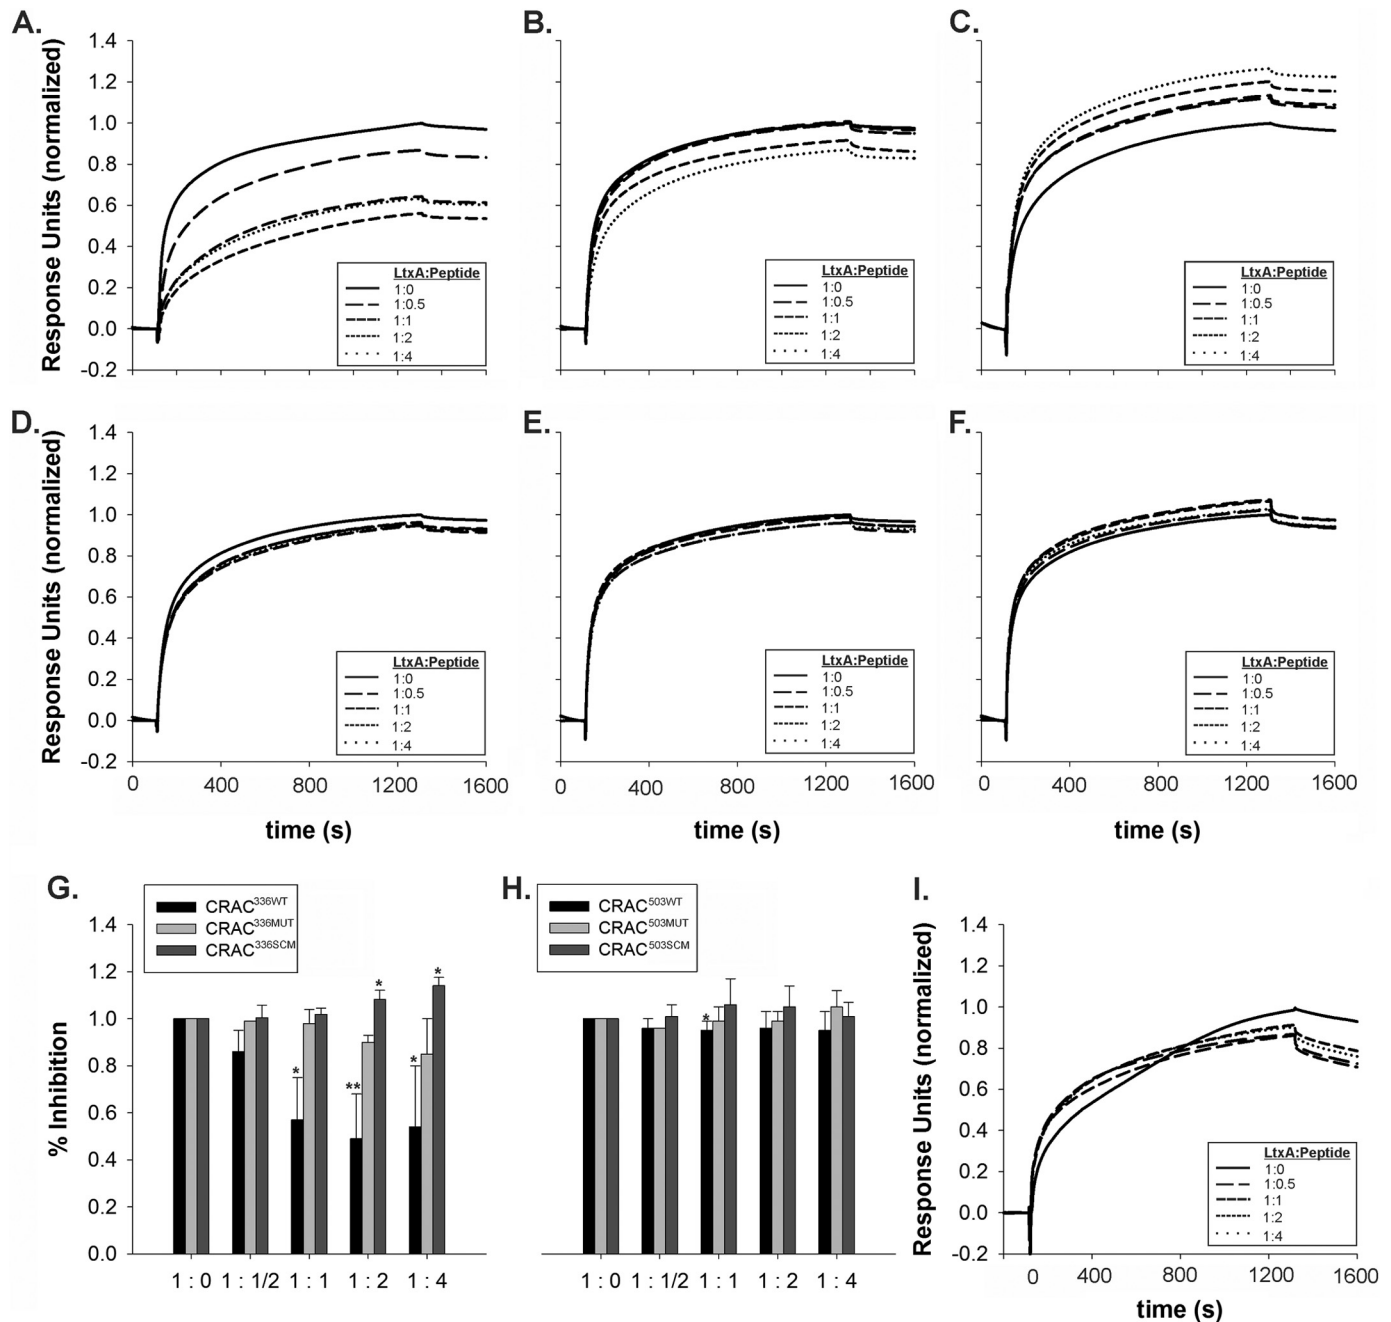 A.
Response Units (normalized)
1.4
1.2
1.0
0.8
0.6
0.4
0.2
0.0
-0.2
LtxA:Peptide
1:0
1:0.5
1:1
1:2
1:4
B.
LtxA:Peptide
1:0
1:0.5
1:1
1:2
1:4
C.
LtxA:Peptide
1:0
1:0.5
1:1
1:2
1:4
D.
Response Units (normalized)
1.4
1.2
1.0
0.8
0.6
0.4
0.2
0.0
-0.2
LtxA:Peptide
1:0
1:0.5
1:1
1:2
1:4
0 400 800 1200 1600
time (s)
E.
LtxA:Peptide
1:0
1:0.5
1:1
1:2
1:4
0 400 800 1200 1600
time (s)
F.
LtxA:Peptide
1:0
1:0.5
1:1
1:2
1:4
0 400 800 1200 1600
time (s)
G.
CRAC336WT
CRAC336MUT
CRAC336SCM
% Inhibition
1.4
1.2
1.0
0.8
0.6
0.4
0.2
0.0
* ** * * *
1 : 0 1 : 1/2 1 : 1 1 : 2 1 : 4
H.
CRAC503WT
CRAC503MUT
CRAC503SCM
*
1 : 0 1 : 1/2 1 : 1 1 : 2 1 : 4
I.
Response Units (normalized)
1.4
1.2
1.0
0.8
0.6
0.4
0.2
0.0
-0.2
LtxA:Peptide
1:0
1:0.5
1:1
1:2
1:4
0 400 800 1200 1600
time (s)